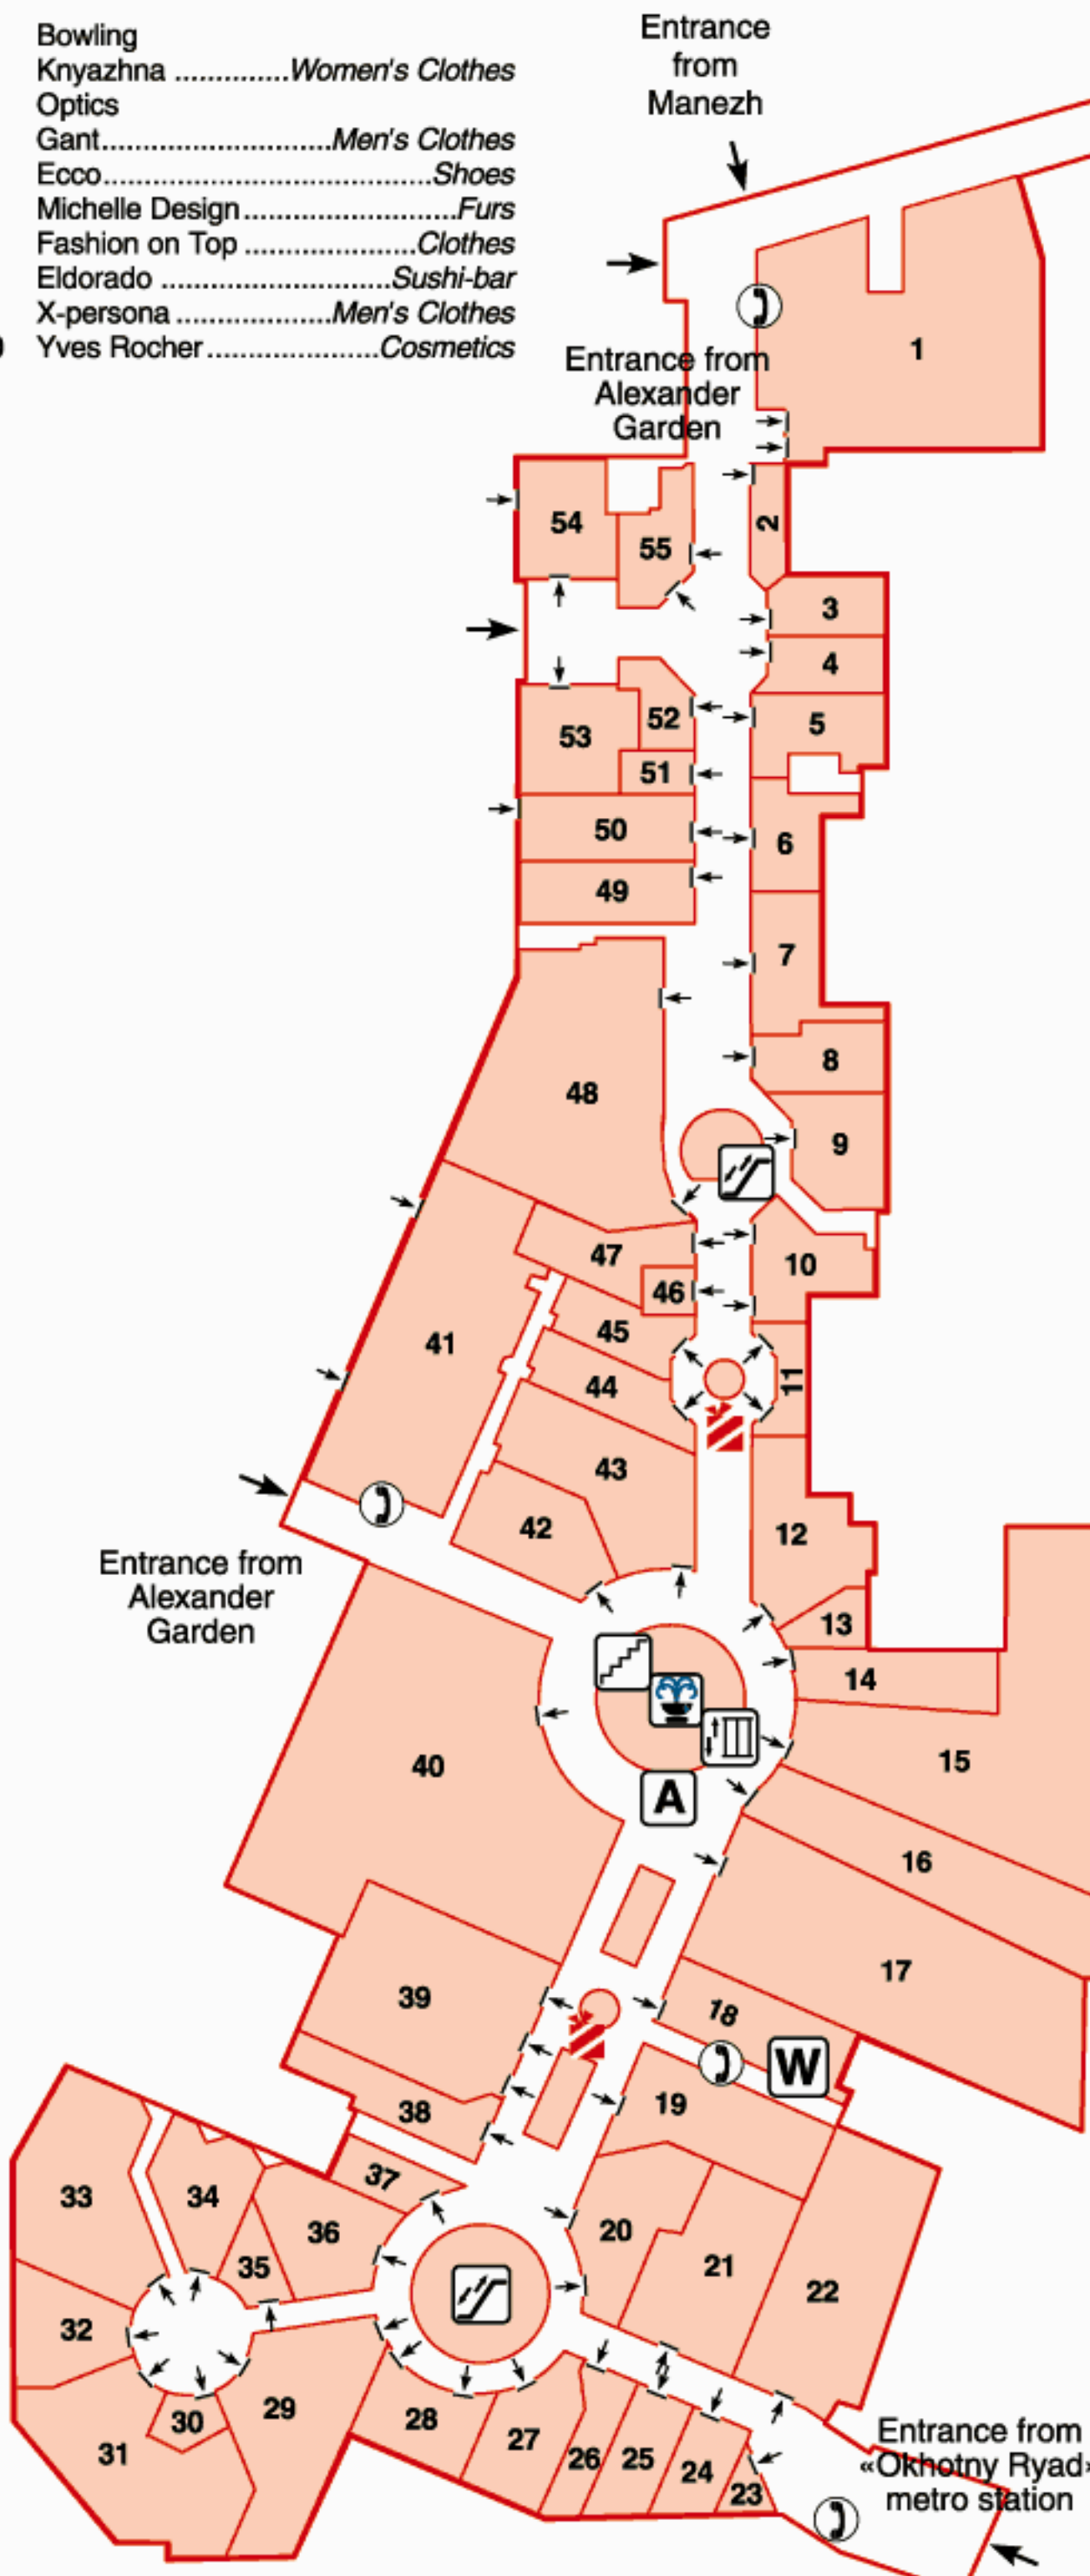 Bowling
Knyazhna ..............Women's Clothes
Optics
Gant...........................Men's Clothes
Ecco.......................................Shoes
Michelle Design.........................Furs
Fashion on Top ....................Clothes
Eldorado ...........................Sushi-bar
X-persona ..................Men's Clothes
Yves Rocher.....................Cosmetics
Entrance
from
Manezh
1
Entrance from
Alexander
Garden
54
55
2
3
4
5
53
52
51
50
6
49
7
48
8
9
47
46
10
45
41
44
11
43
42
12
Entrance from
Alexander
Garden
13
14
40
A
15
16
17
39
18
W
38
19
37
33
34
36
35
20
21
22
32
29
30
31
28
27
26
25
24
23
Entrance from
«Okhotny Ryad»
metro station